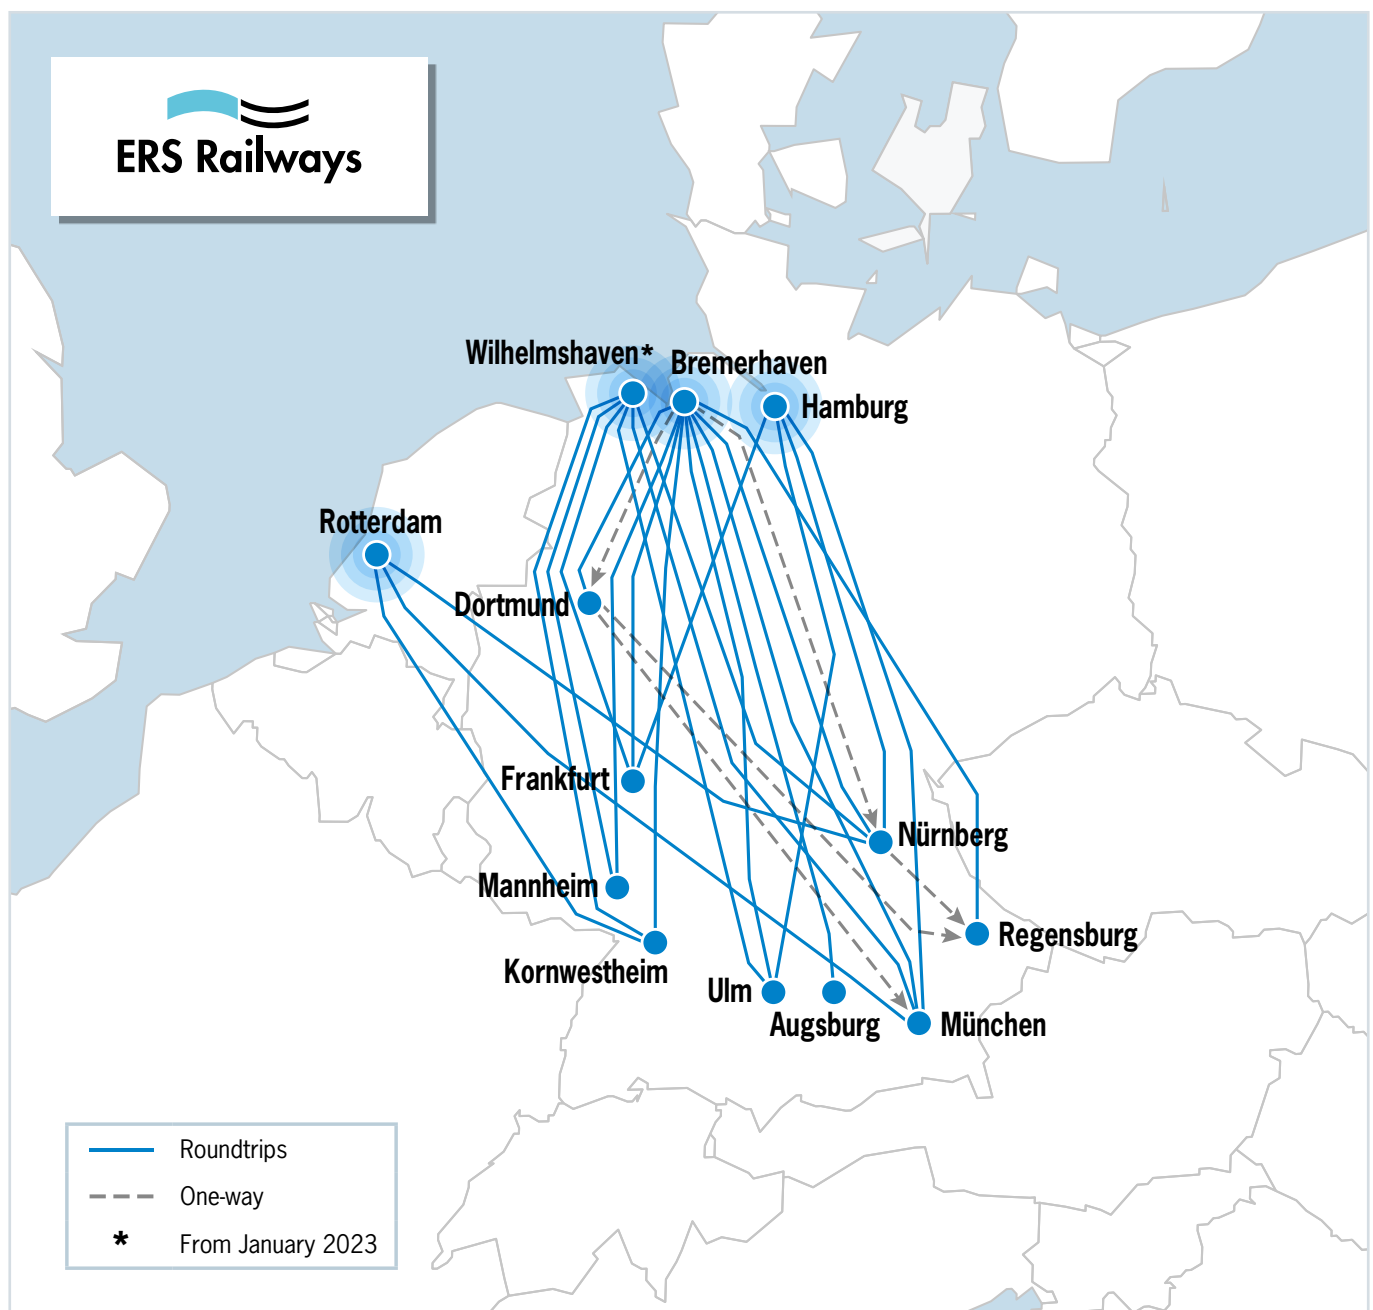 ERS Railways
Wilhelmshaven*
Bremerhaven
Hamburg
Rotterdam
Dortmund
Frankfurt
Nürnberg
Mannheim
Regensburg
Kornwestheim
Ulm
Augsburg
München
Roundtrips
One-way
* From January 2023